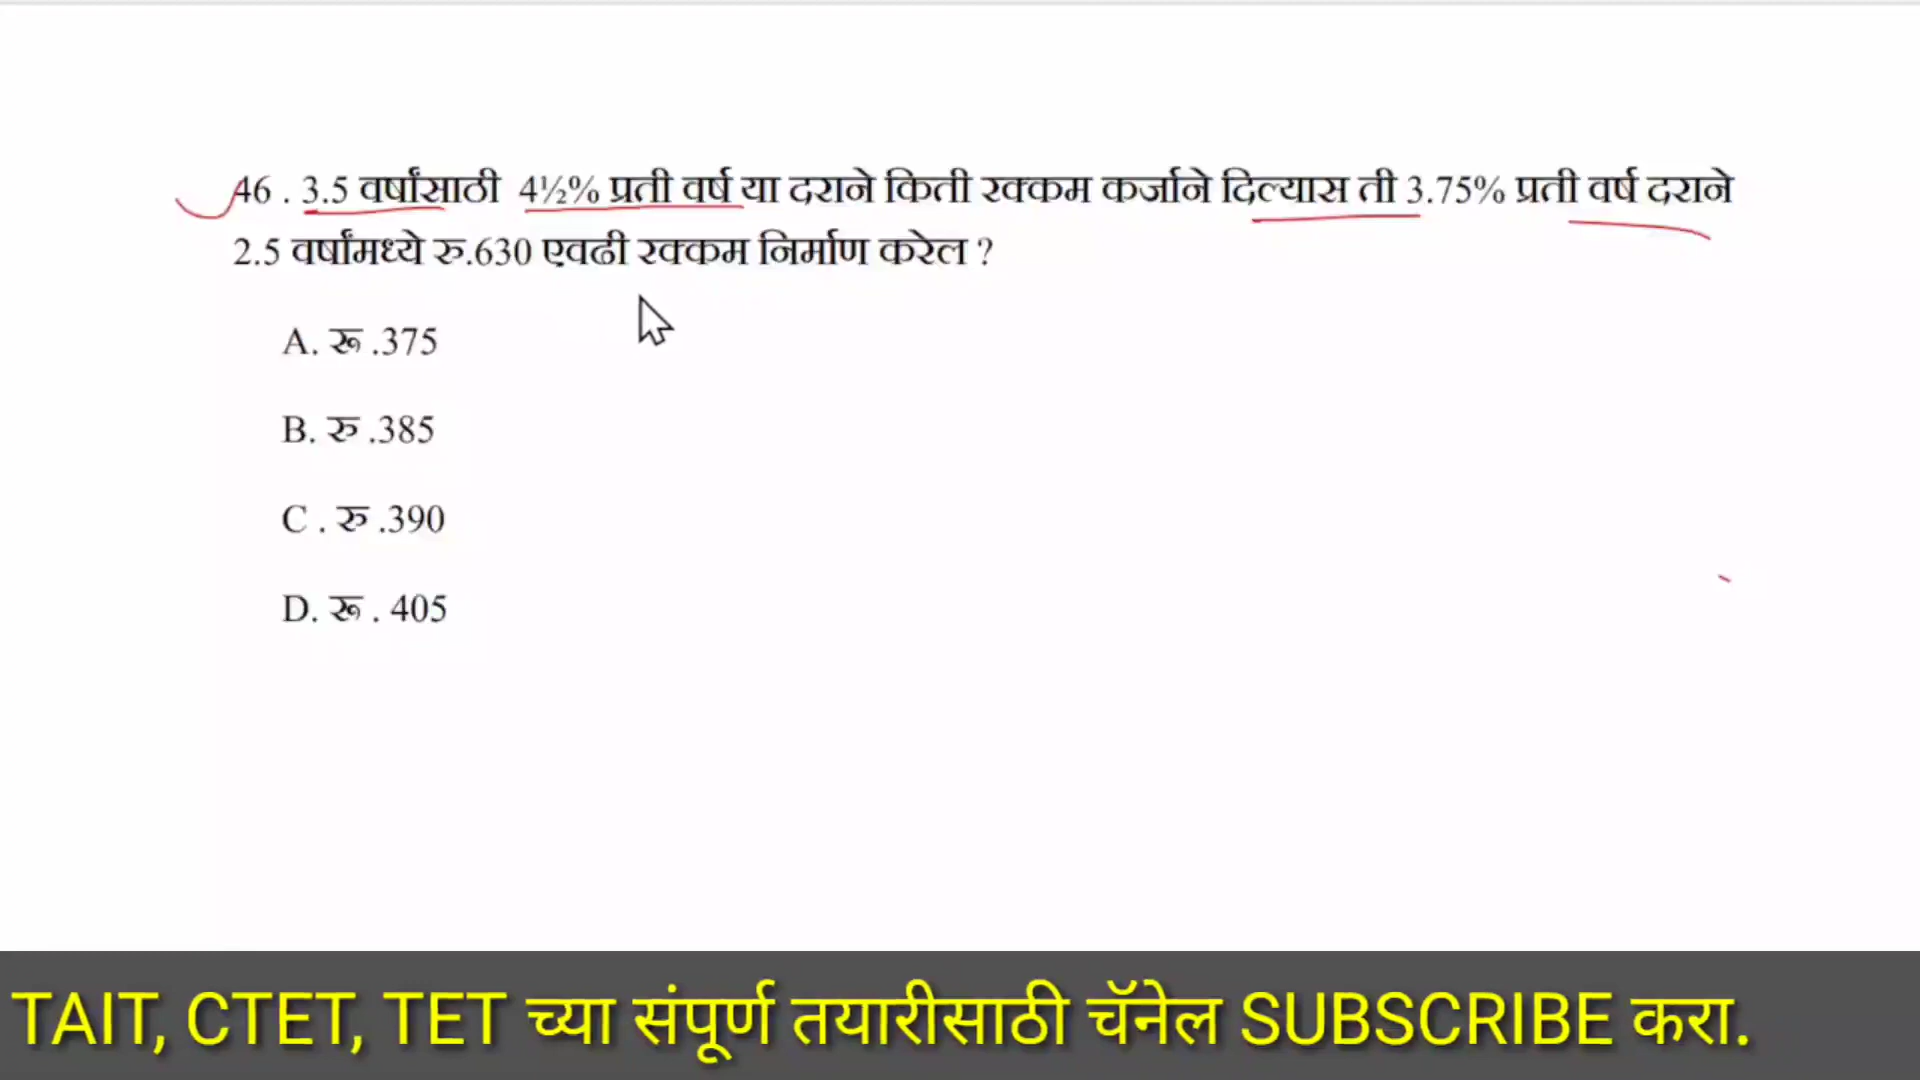 46 . 3.5 वर्षांसाठी 4½% प्रती वर्ष या दराने किती रक्कम कर्जाने दिल्यास ती 3.75% प्रती वर्ष दराने
2.5 वर्षांमध्ये रु.630 एवढी रक्कम निर्माण करेल ?
A. रू .375
B. रु .385
C . रु .390
D. रू . 405
TAIT, CTET, TET च्या संपूर्ण तयारीसाठी चॅनेल SUBSCRIBE करा.